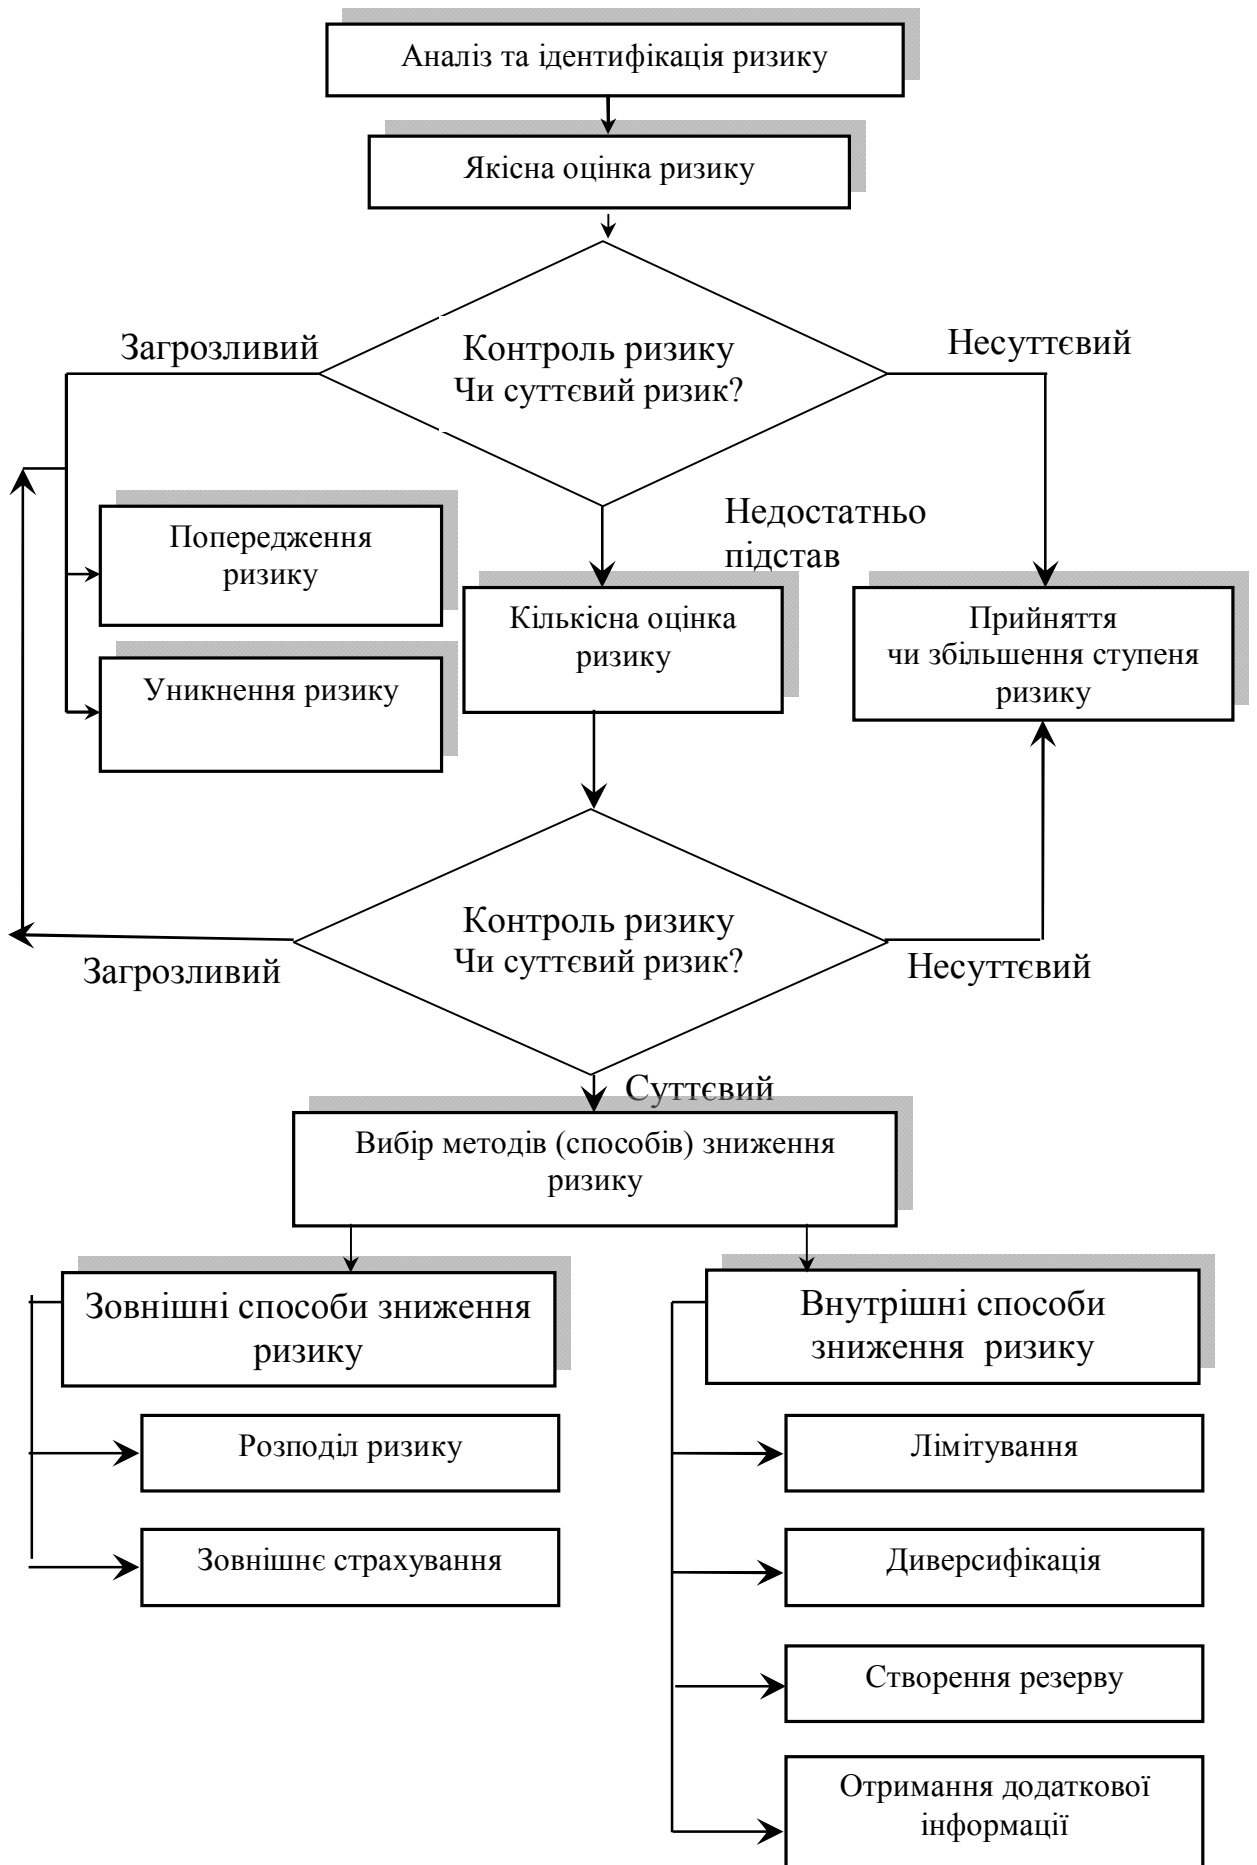 Аналіз та ідентифікація ризику
Якісна оцінка ризику
Загрозливий
Контроль ризику
Чи суттєвий ризик?
Несуттєвий
Недостатньо
підстав
Попередження
ризику
Уникнення ризику
Кількісна оцінка
ризику
Прийняття
чи збільшення ступеня
ризику
Контроль ризику
Чи суттєвий ризик?
Загрозливий
Несуттєвий
Суттєвий
Вибір методів (способів) зниження
ризику
Зовнішні способи зниження
ризику
Розподіл ризику
Зовнішнє страхування
Внутрішні способи
зниження ризику
Лімітування
Диверсифікація
Створення резерву
Отримання додаткової
інформації